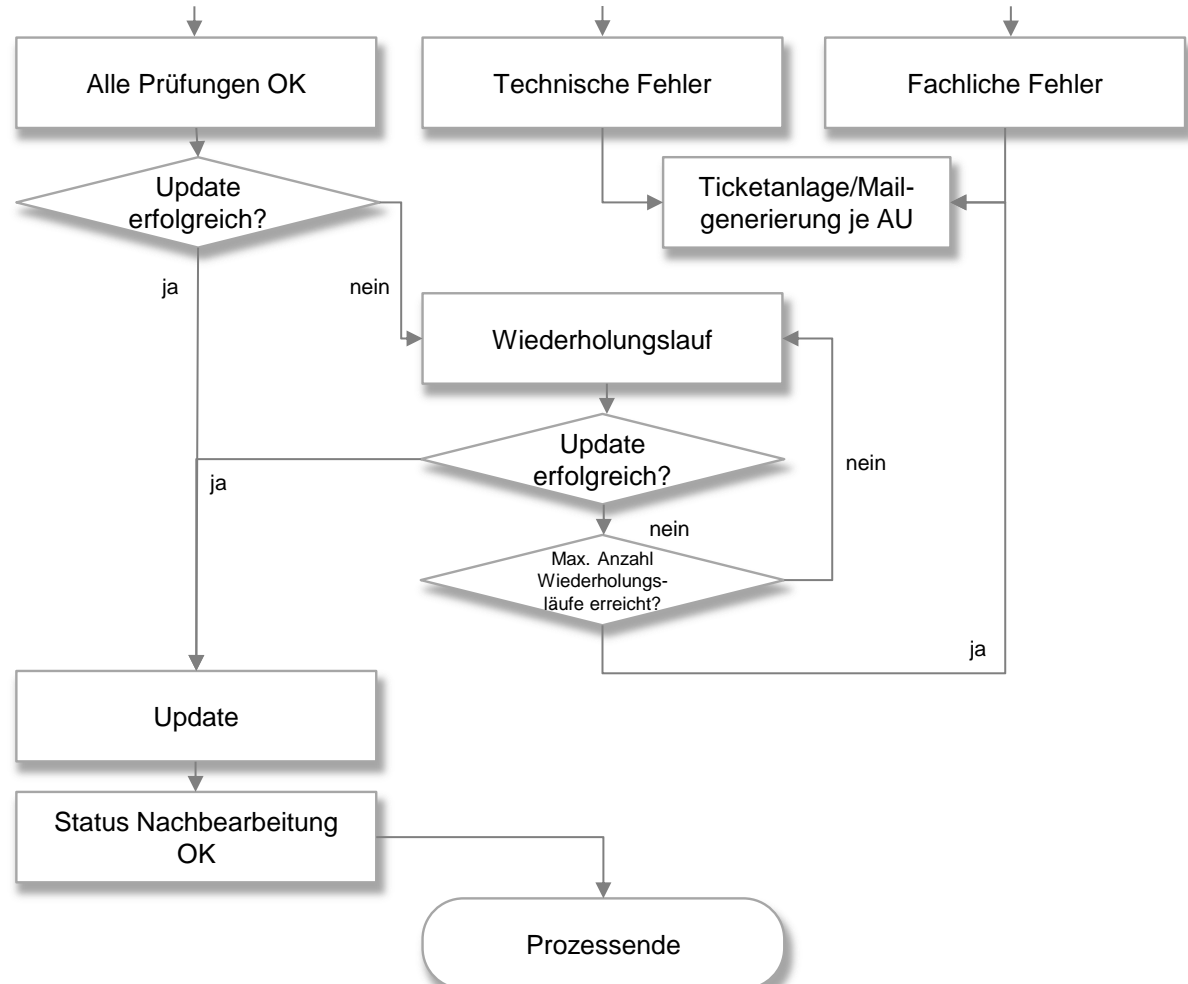 Alle Prüfungen OK
Technische Fehler
Fachliche Fehler
Update
erfolgreich?
Ticketanlage/Mail-
generierung je AU
ja
nein
Wiederholungslauf
Update
erfolgreich?
nein
ja
nein
Max. Anzahl
Wiederholungs-
läufe erreicht?
ja
Update
Status Nachbearbeitung
OK
Prozessende